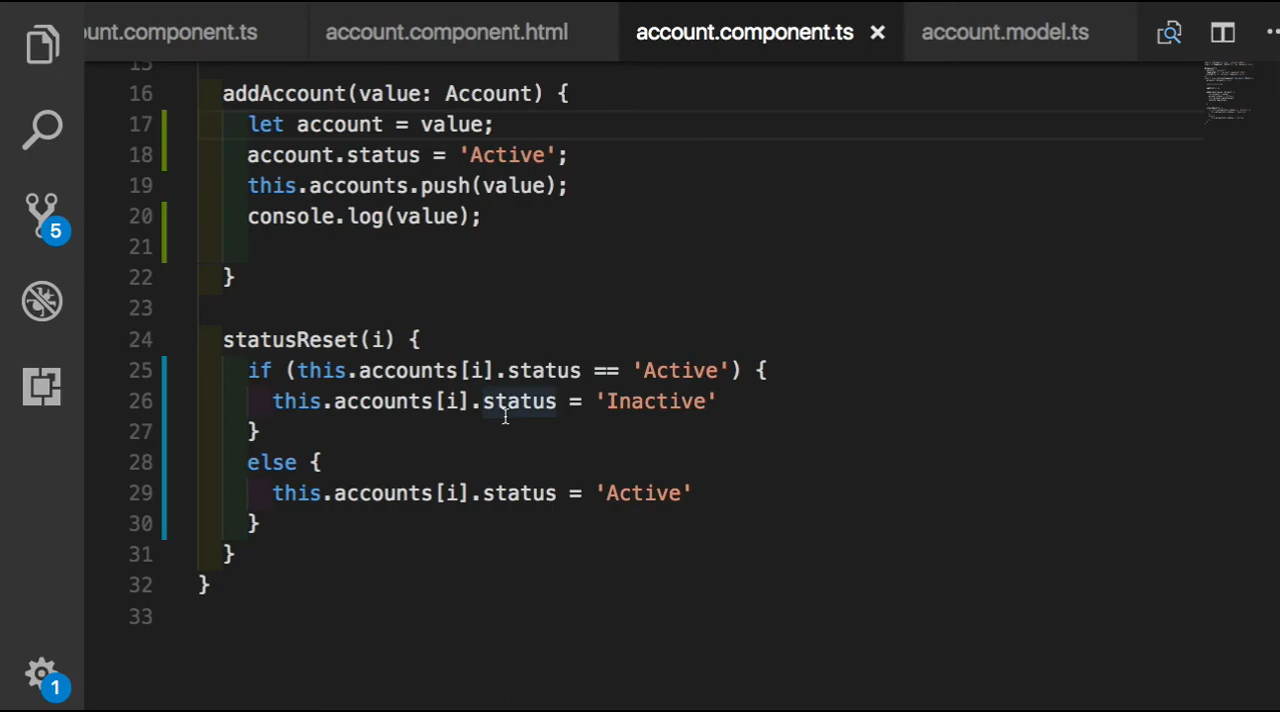 unt.component.ts account.component.html account.component.ts account.model.ts
15
16 addAccount(value: Account) {
17 let account = value;
18 account.status = 'Active';
19 this.accounts.push(value);
20 console.log(value);
21
22 }
23
24 statusReset(i) {
25 if (this.accounts[i].status == 'Active') {
26 this.accounts[i].status = 'Inactive'
27 }
28 else {
29 this.accounts[i].status = 'Active'
30 }
31 }
32 }
33
5
1